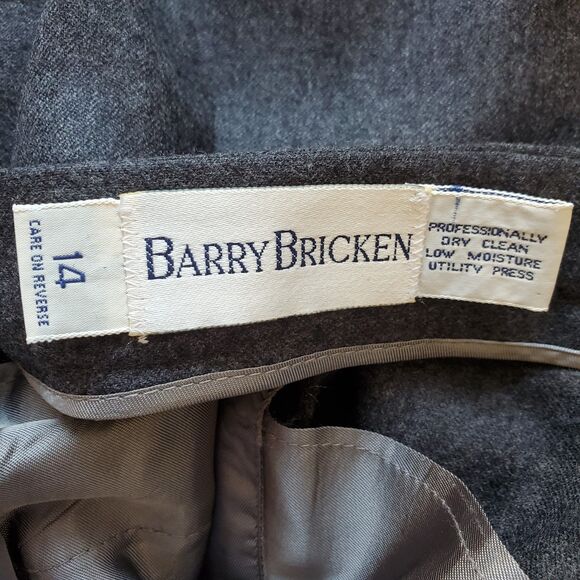 14
CARE ON REVERSE
BARRY BRICKEN
PROFESSIONALLY
DRY CLEAN
LOW MOISTURE
UTILITY PRESS